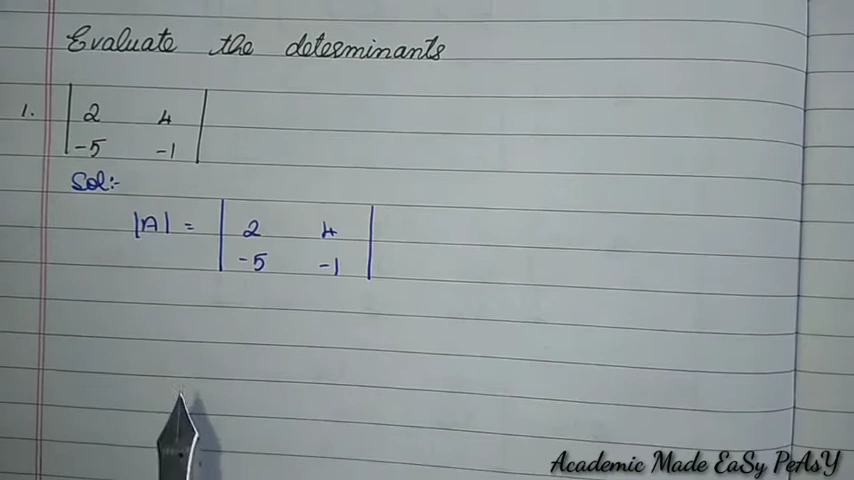 Evaluate the determinants
1. | 2 4 |
| -5 -1 |
Sol:-
|A| = | 2 4 |
| -5 -1 |
Academic Made EaSy PeAsY